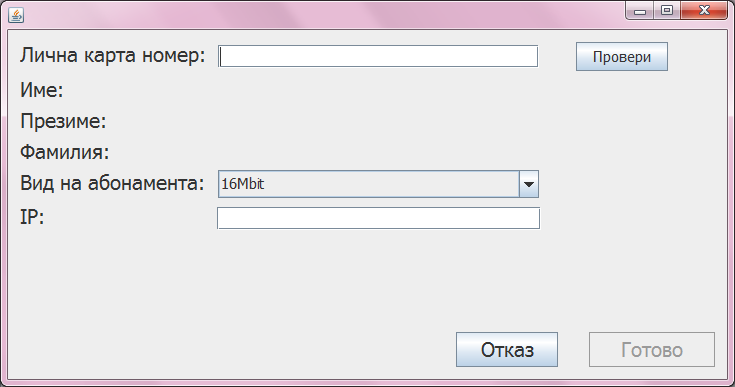 Лична карта номер: Провери
Име:
Презиме:
Фамилия:
Вид на абонамента: 16Mbit
IP:
Отказ Готово